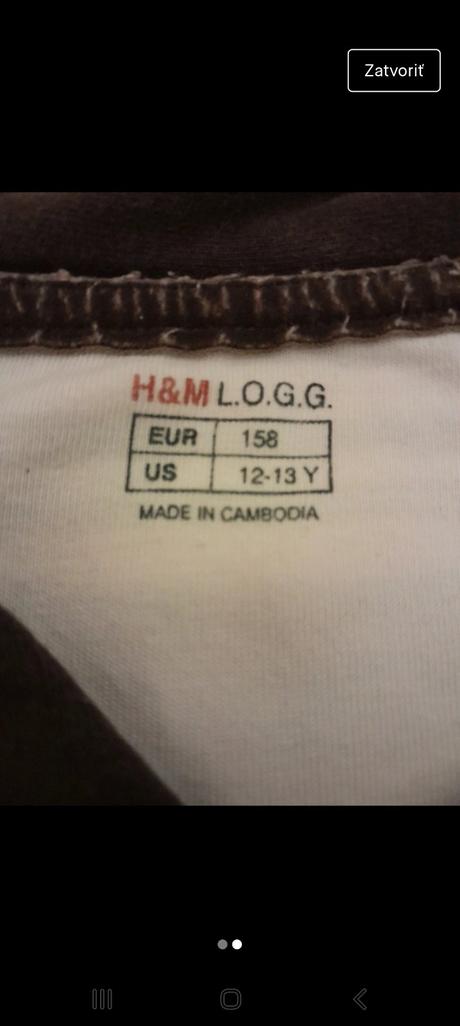 Zatvoriť
H&M L.O.G.G.
EUR 158
US 12-13 Y
MADE IN CAMBODIA